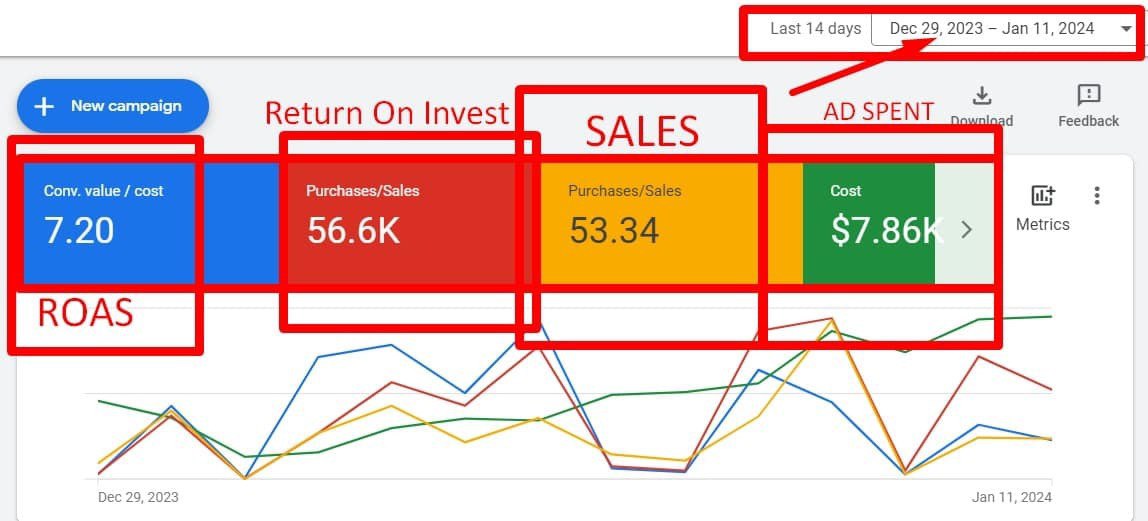 Last 14 days Dec 29, 2023 – Jan 11, 2024
New campaign
Return On Invest
SALES
AD SPENT
Download
Feedback
Conv. value / cost
7.20
ROAS
Purchases/Sales
56.6K
Purchases/Sales
53.34
Cost
$7.86K
Metrics
Dec 29, 2023
Jan 11, 2024